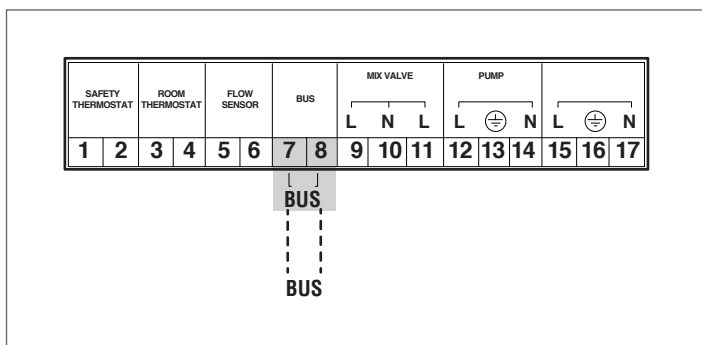 SAFETY THERMOSTAT
ROOM THERMOSTAT
FLOW SENSOR
BUS
MIX VALVE
PUMP
L N L L N L N
1 2 3 4 5 6 7 8 9 10 11 12 13 14 15 16 17
BUS
BUS